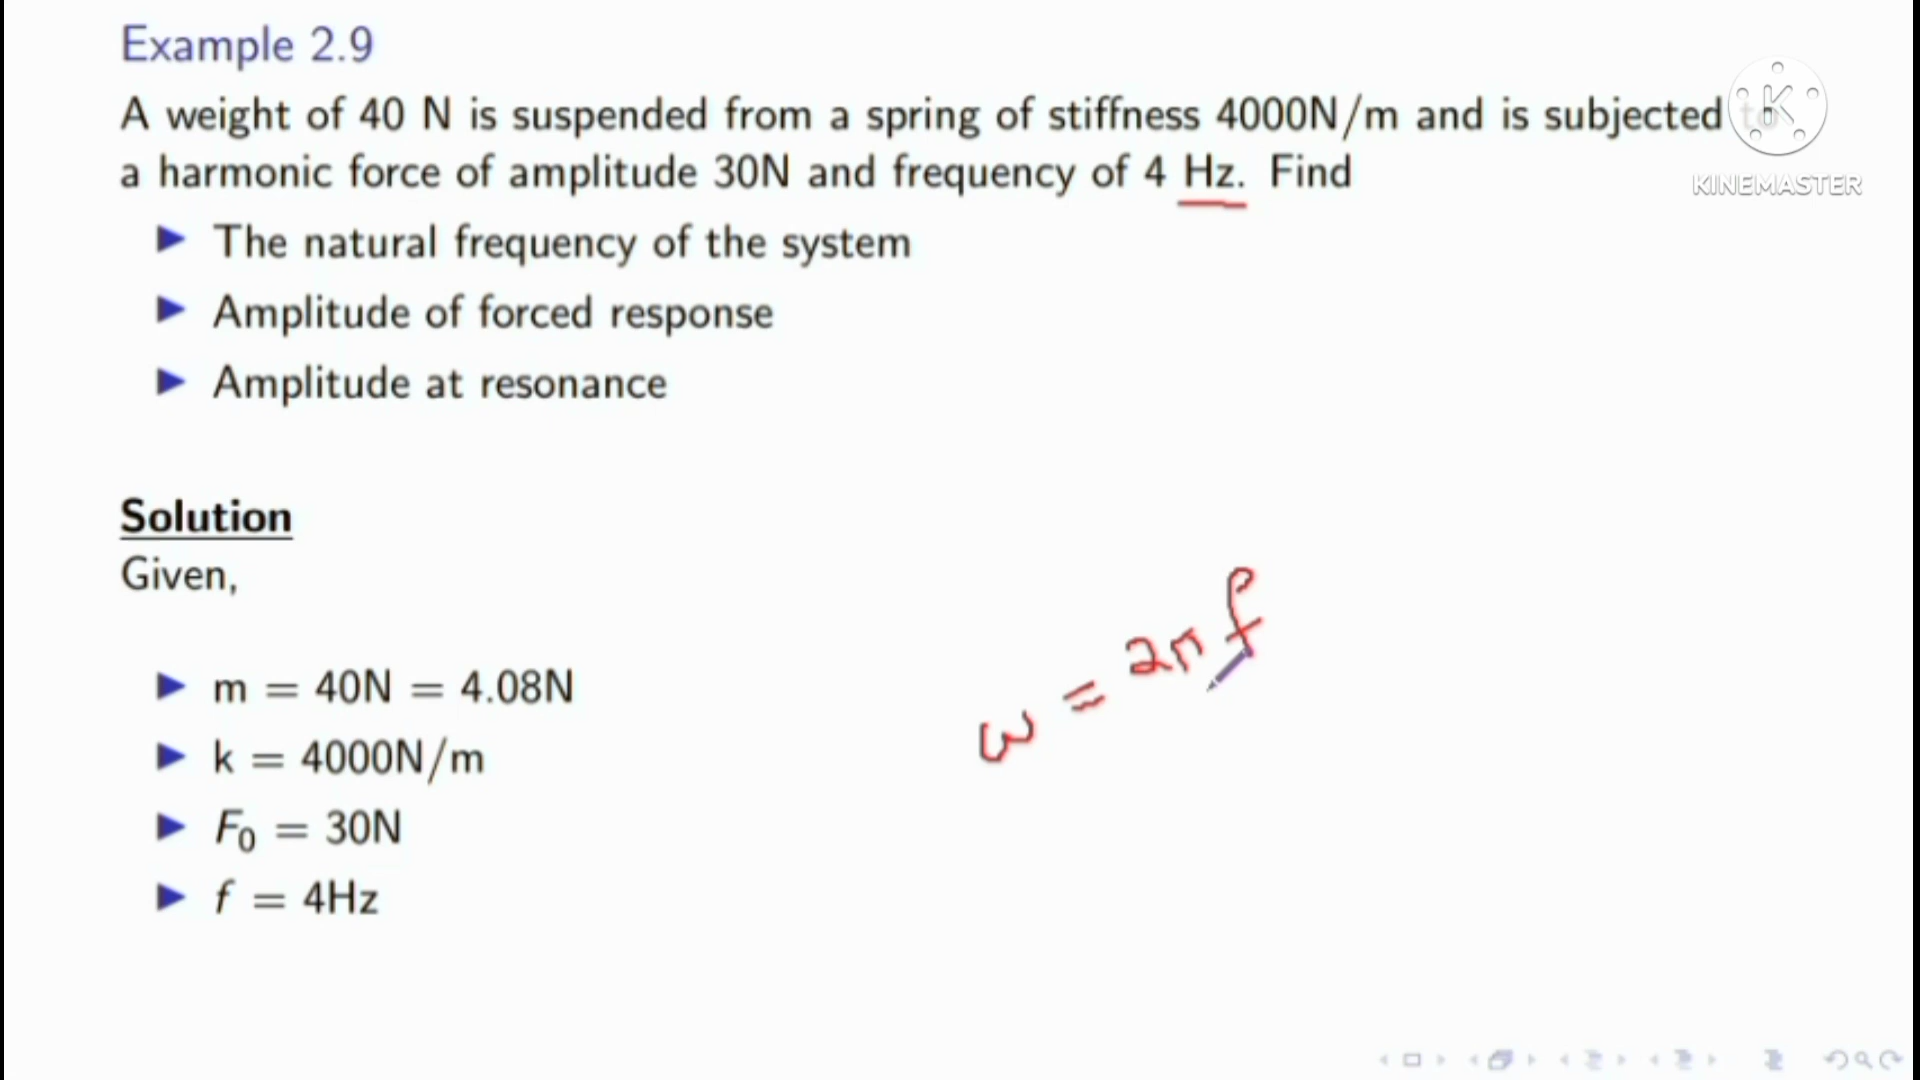 Example 2.9
A weight of 40 N is suspended from a spring of stiffness 4000N/m and is subjected to
a harmonic force of amplitude 30N and frequency of 4 Hz. Find
▶ The natural frequency of the system
▶ Amplitude of forced response
▶ Amplitude at resonance
K
KINEMASTER
Solution
Given,
▶ m = 40N = 4.08N
▶ k = 4000N/m
▶ F₀ = 30N
▶ f = 4Hz
ω = 2π f